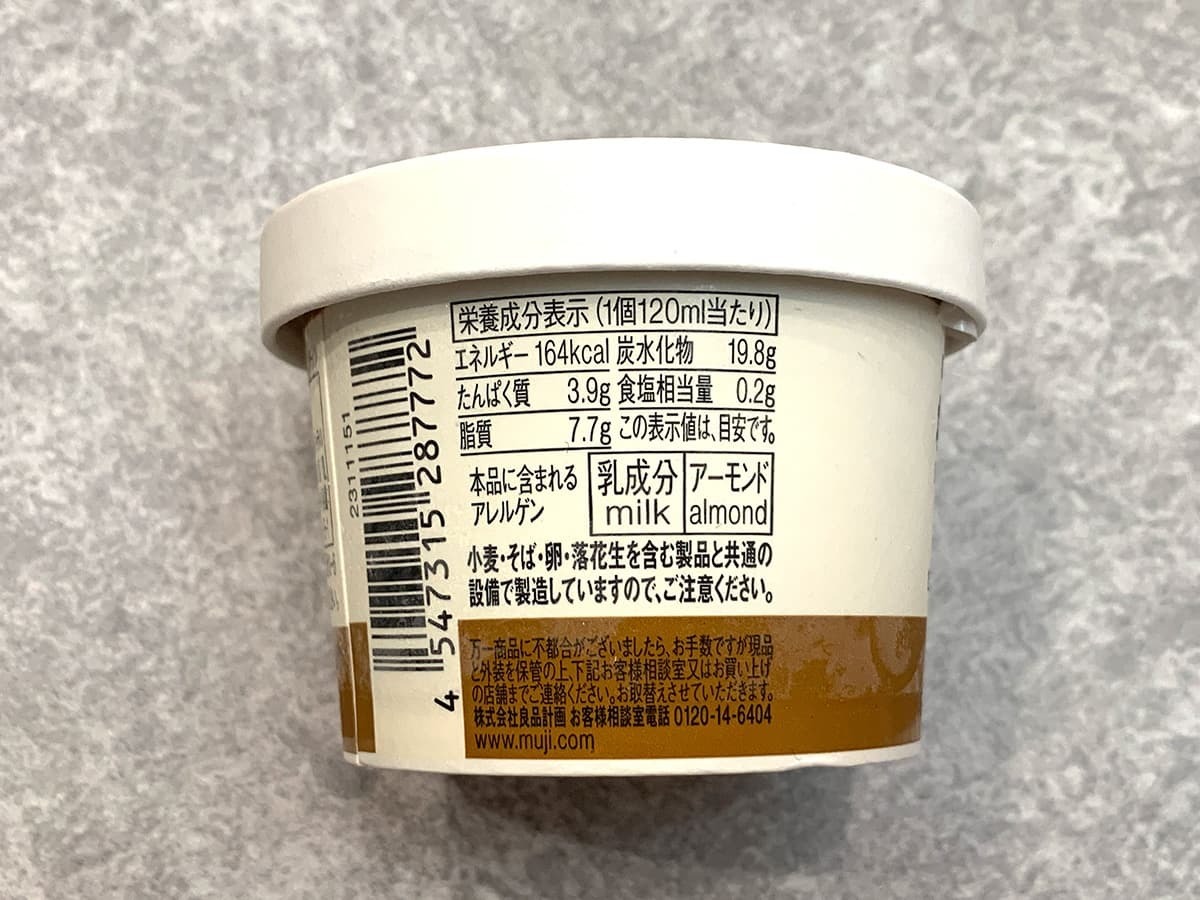 栄養成分表示(1個120ml当たり)
エネルギー 164kcal 炭水化物 19.8g
たんぱく質 3.9g 食塩相当量 0.2g
脂質 7.7g この表示値は、目安です。
本品に含まれる
アレルゲン
乳成分
milk
アーモンド
almond
小麦・そば・卵・落花生を含む製品と共通の
設備で製造していますので、ご注意ください。
万一商品に不都合がございましたら、お手数ですが現品
と外装を保管の上、下記お客様相談室又はお買い上げ
の店舗までご連絡ください。お取替えさせていただきます。
株式会社良品計画 お客様相談室電話 0120-14-6404
www.muji.com
2311151
4 547315 287772